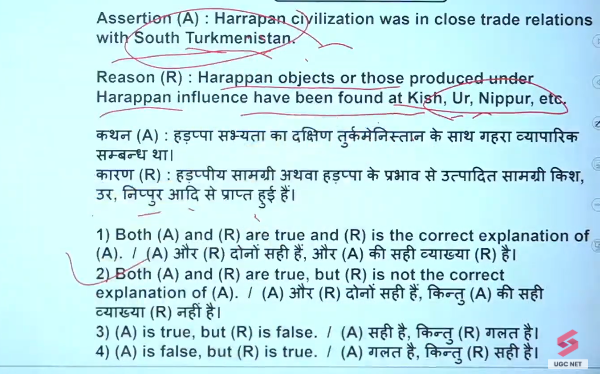 Assertion (A) : Harrapan civilization was in close trade relations
with South Turkmenistan.
Reason (R) : Harappan objects or those produced under
Harappan influence have been found at Kish, Ur, Nippur, etc.
कथन (A) : हड़प्पा सभ्यता का दक्षिण तुर्कमेनिस्तान के साथ गहरा व्यापारिक
सम्बन्ध था।
कारण (R) : हड़प्पीय सामग्री अथवा हड़प्पा के प्रभाव से उत्पादित सामग्री किश,
उर, निप्पुर आदि से प्राप्त हुई हैं।
1) Both (A) and (R) are true and (R) is the correct explanation of
(A). / (A) और (R) दोनों सही हैं, और (A) की सही व्याख्या (R) है।
2) Both (A) and (R) are true, but (R) is not the correct
explanation of (A). / (A) और (R) दोनों सही हैं, किन्तु (A) की सही
व्याख्या (R) नहीं है।
3) (A) is true, but (R) is false. / (A) सही है, किन्तु (R) गलत है।
4) (A) is false, but (R) is true. / (A) गलत है, किन्तु (R) सही है।
UGC NET